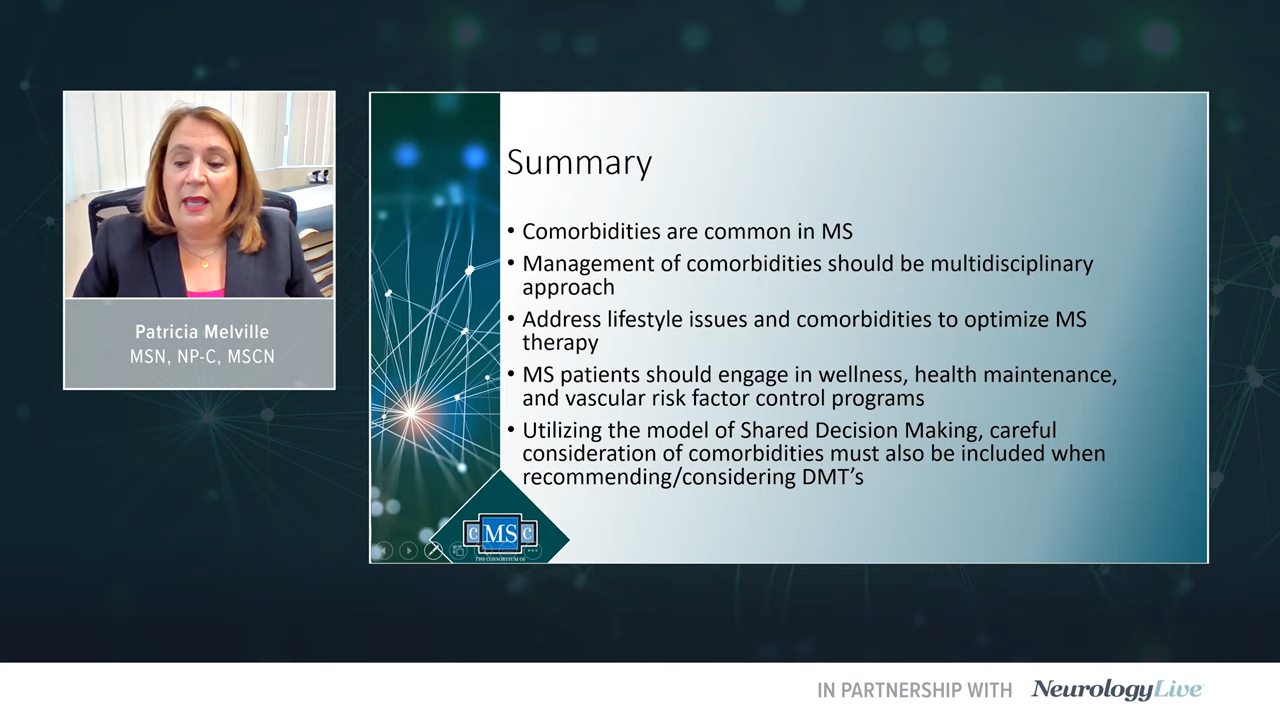 Patricia Melville
MSN, NP-C, MSCN
Summary
• Comorbidities are common in MS
• Management of comorbidities should be multidisciplinary
approach
• Address lifestyle issues and comorbidities to optimize MS
therapy
• MS patients should engage in wellness, health maintenance,
and vascular risk factor control programs
• Utilizing the model of Shared Decision Making, careful
consideration of comorbidities must also be included when
recommending/considering DMT’s
CMSC
THE CONSORTIUM OF
IN PARTNERSHIP WITH NeurologyLive